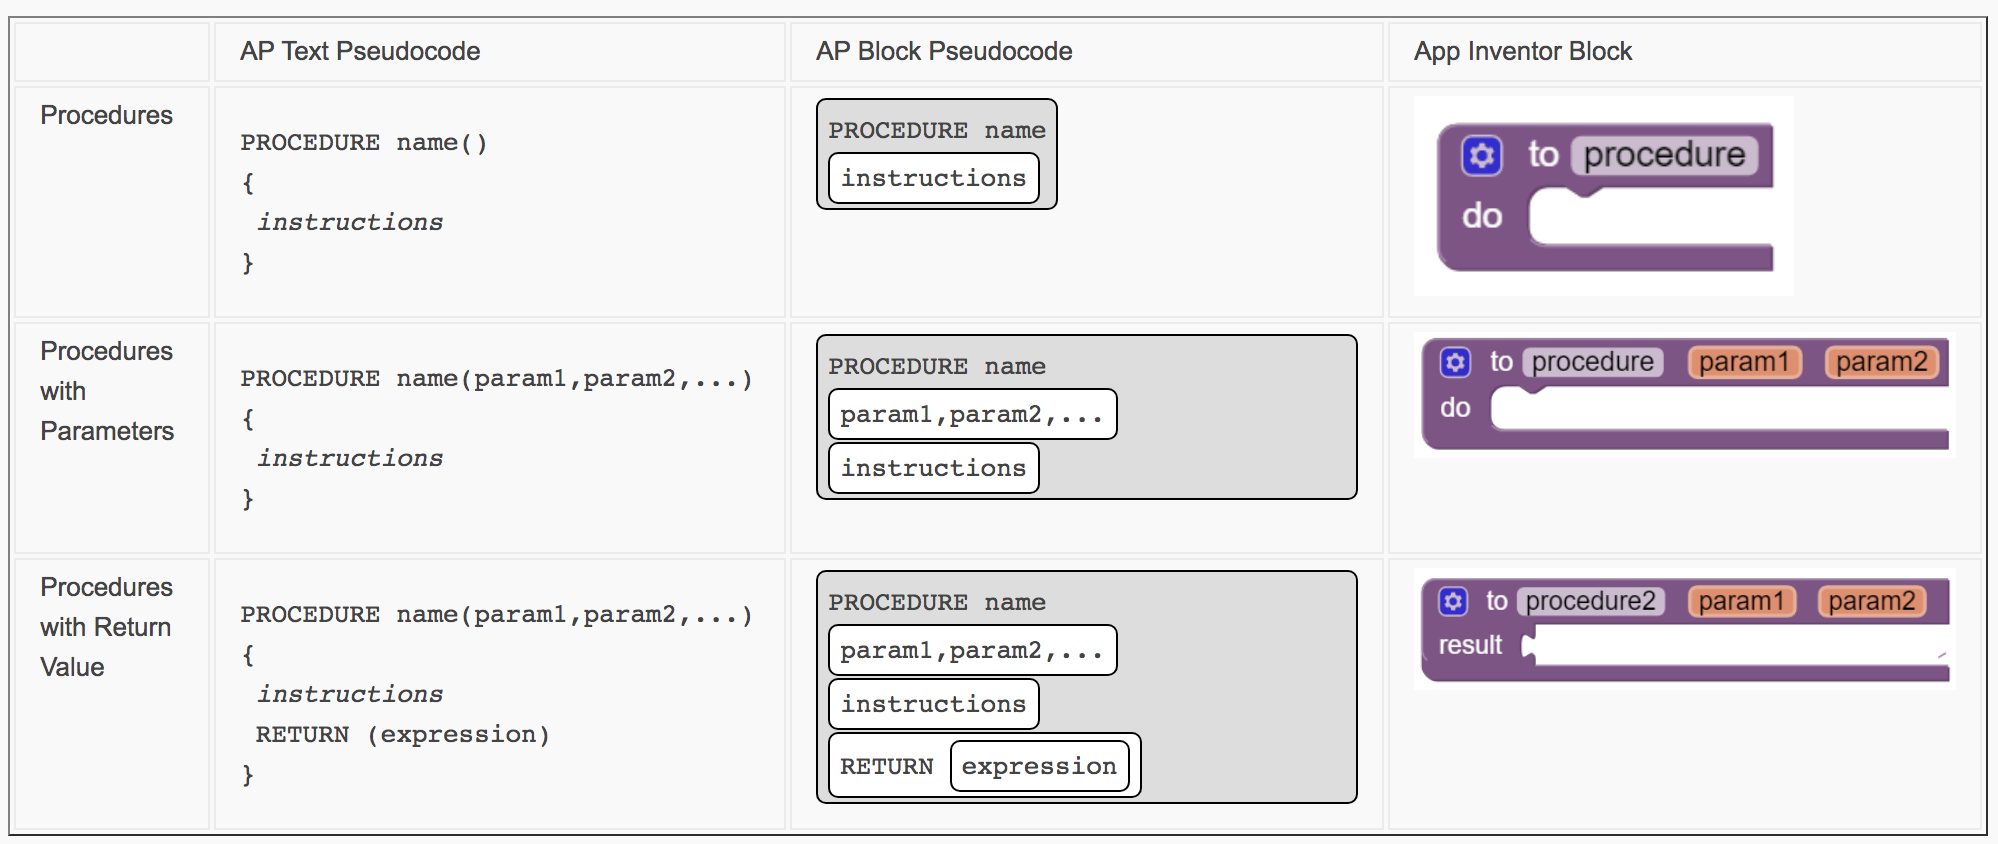 AP Text Pseudocode
AP Block Pseudocode
App Inventor Block
Procedures
PROCEDURE name()
{
instructions
}
PROCEDURE name
instructions
to procedure
do
Procedures
with
Parameters
PROCEDURE name(param1,param2,...)
{
instructions
}
PROCEDURE name
param1,param2,...
instructions
to procedure param1 param2
do
Procedures
with Return
Value
PROCEDURE name(param1,param2,...)
{
instructions
RETURN (expression)
}
PROCEDURE name
param1,param2,...
instructions
RETURN expression
to procedure2 param1 param2
result